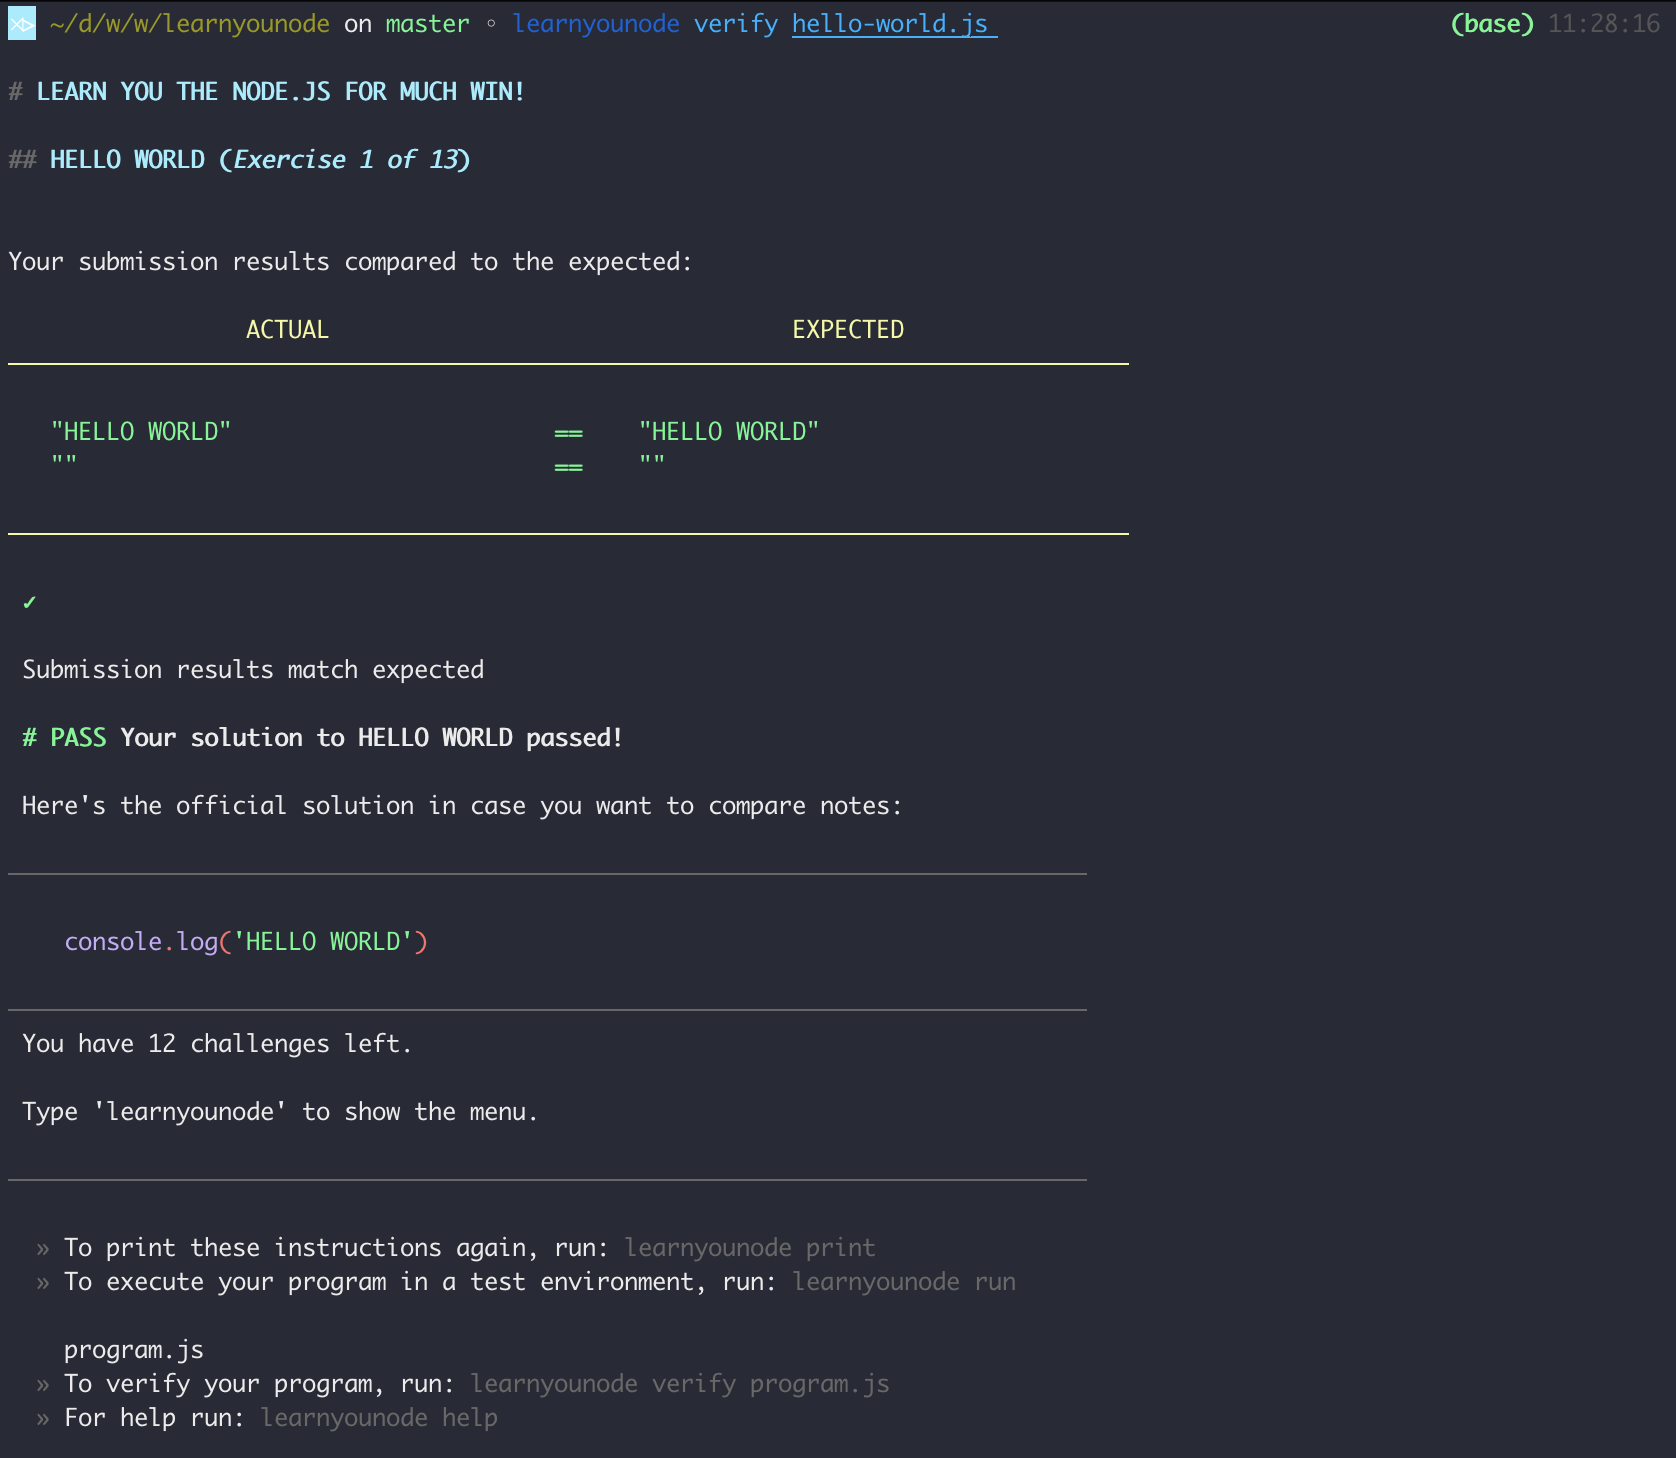 ~/d/w/w/learnyounode on master ◦ learnyounode verify hello-world.js (base) 11:28:16
# LEARN YOU THE NODE.JS FOR MUCH WIN!
## HELLO WORLD (Exercise 1 of 13)
Your submission results compared to the expected:
ACTUAL EXPECTED
"HELLO WORLD" == "HELLO WORLD"
"" == ""
✓
Submission results match expected
# PASS Your solution to HELLO WORLD passed!
Here's the official solution in case you want to compare notes:
console.log('HELLO WORLD')
You have 12 challenges left.
Type 'learnyounode' to show the menu.
» To print these instructions again, run: learnyounode print
» To execute your program in a test environment, run: learnyounode run
program.js
» To verify your program, run: learnyounode verify program.js
» For help run: learnyounode help